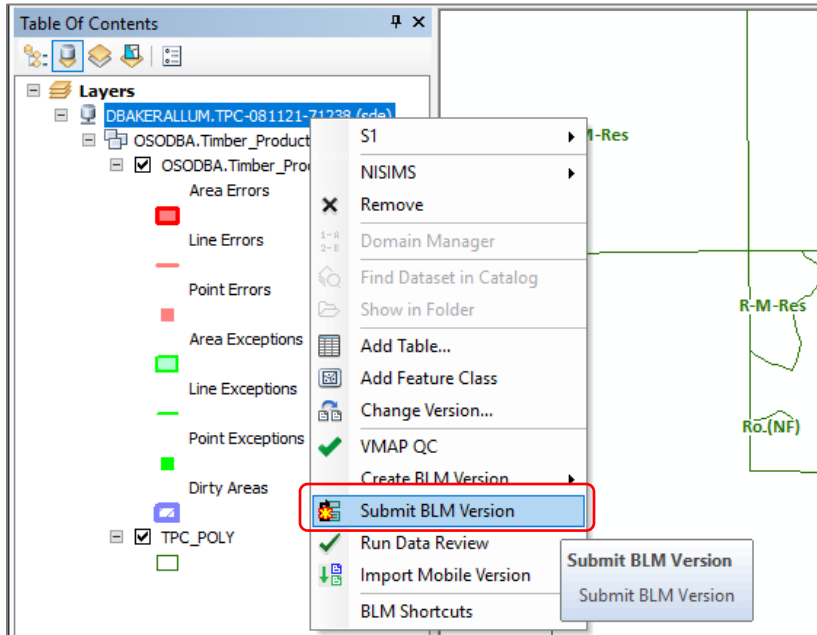 Table Of Contents
Layers
DBAKERALLUM.TPC-081121-71238 (sde)
OSODBA.Timber_Product
OSODBA.Timber_Pro
Area Errors
Line Errors
Point Errors
Area Exceptions
Line Exceptions
Point Exceptions
Dirty Areas
TPC_POLY
S1
NISIMS
Remove
Domain Manager
Find Dataset in Catalog
Show in Folder
Add Table...
Add Feature Class
Change Version...
VMAP QC
Create BLM Version
Submit BLM Version
Run Data Review
Import Mobile Version
BLM Shortcuts
Submit BLM Version
Submit BLM Version
M-Res
R-M-Res
Ro.(NF)